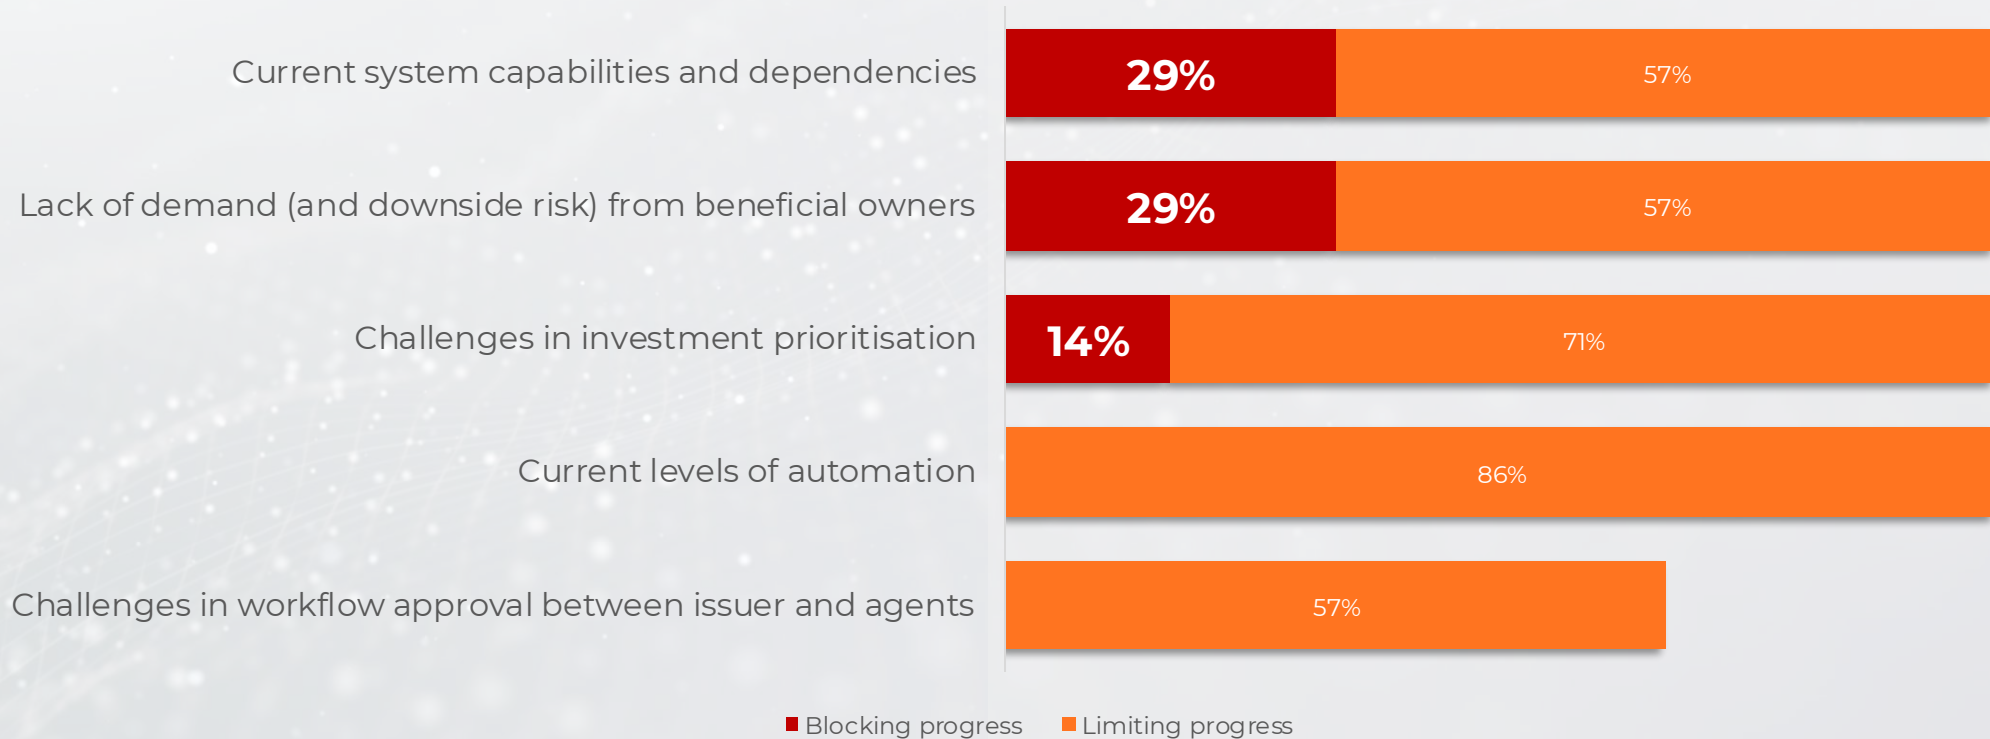 Current system capabilities and dependencies 29% 57%
Lack of demand (and downside risk) from beneficial owners 29% 57%
Challenges in investment prioritisation 14% 71%
Current levels of automation 86%
Challenges in workflow approval between issuer and agents 57%
Blocking progress Limiting progress